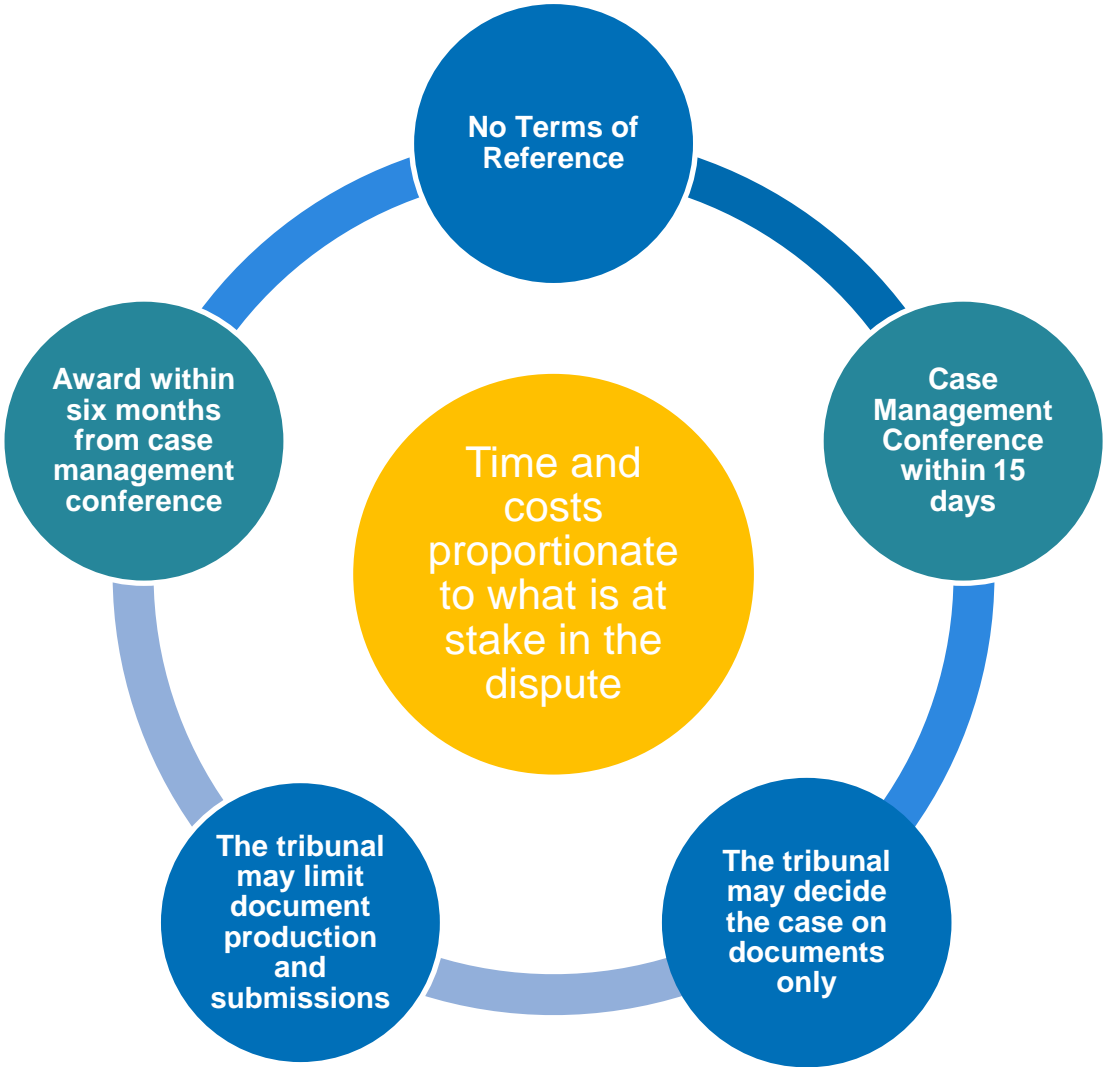 No Terms of
Reference
Case
Management
Conference
within 15
days
The tribunal
may decide
the case on
documents
only
The tribunal
may limit
document
production
and
submissions
Award within
six months
from case
management
conference
Time and
costs
proportionate
to what is at
stake in the
dispute